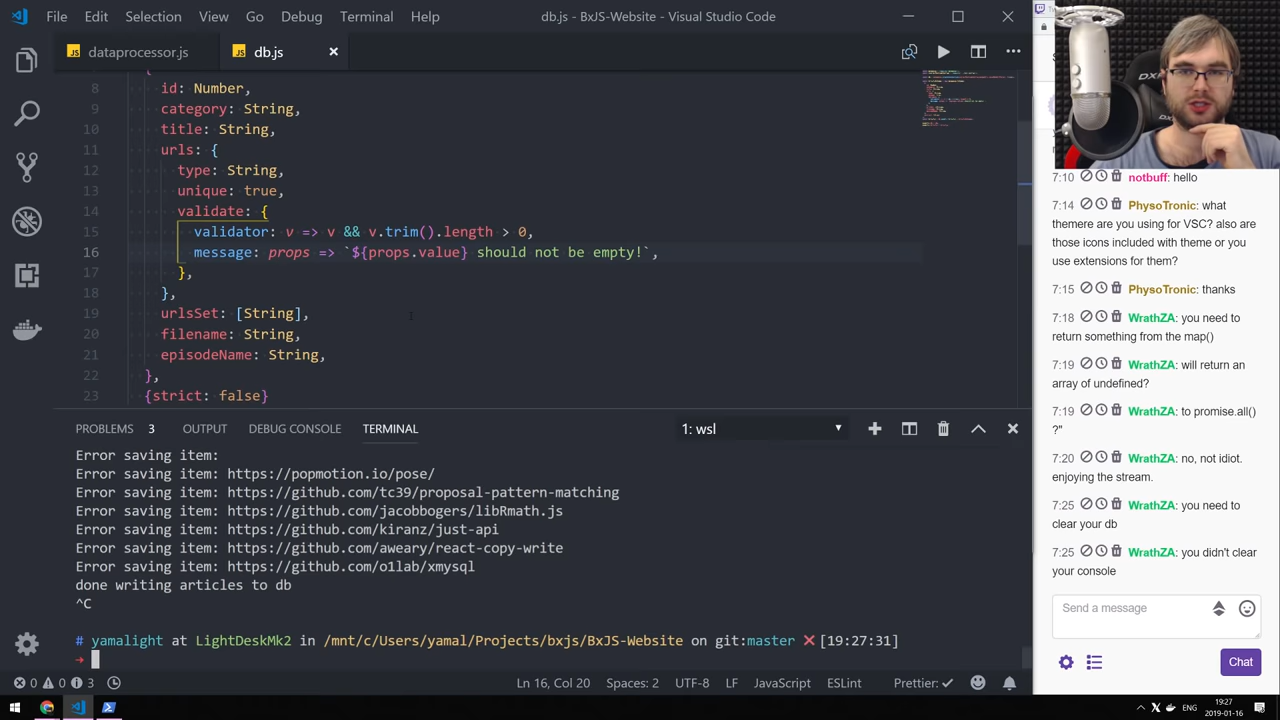 File Edit Selection View Go Debug Terminal Help
db.js - BxJS-Website - Visual Studio Code
JS dataprocessor.js JS db.js
8 id: Number,
9 category: String,
10 title: String,
11 urls: {
12 type: String,
13 unique: true,
14 validate: {
15 validator: v => v && v.trim().length > 0,
16 message: props => `${props.value} should not be empty!`,
17 },
18 },
19 urlsSet: [String],
20 filename: String,
21 episodeName: String,
22 },
23 {strict: false}
PROBLEMS 3 OUTPUT DEBUG CONSOLE TERMINAL 1: wsl
Error saving item:
Error saving item: https://popmotion.io/pose/
Error saving item: https://github.com/tc39/proposal-pattern-matching
Error saving item: https://github.com/jacobbogers/libRmath.js
Error saving item: https://github.com/kiranz/just-api
Error saving item: https://github.com/aweary/react-copy-write
Error saving item: https://github.com/o1lab/xmysql
done writing articles to db
^C
# yamalight at LightDeskMk2 in /mnt/c/Users/yamal/Projects/bxjs/BxJS-Website on git:master ❌ [19:27:31]
➜
0 0 3 Ln 16, Col 20 Spaces: 2 UTF-8 LF JavaScript ESLint Prettier: ✓
7:10 notbuff: hello
7:14 PhysoTronic: what
themere are you using for VSC? also are
those icons included with theme or you
use extensions for them?
7:15 PhysoTronic: thanks
7:18 WrathZA: you need to
return something from the map()
7:19 WrathZA: will return an
array of undefined?
7:19 WrathZA: to promise.all()
?"
7:20 WrathZA: no, not idiot.
enjoying the stream.
7:25 WrathZA: you need to
clear your db
7:25 WrathZA: you didn't clear
your console
Send a message
Chat
ENG
19:27
2019-01-16